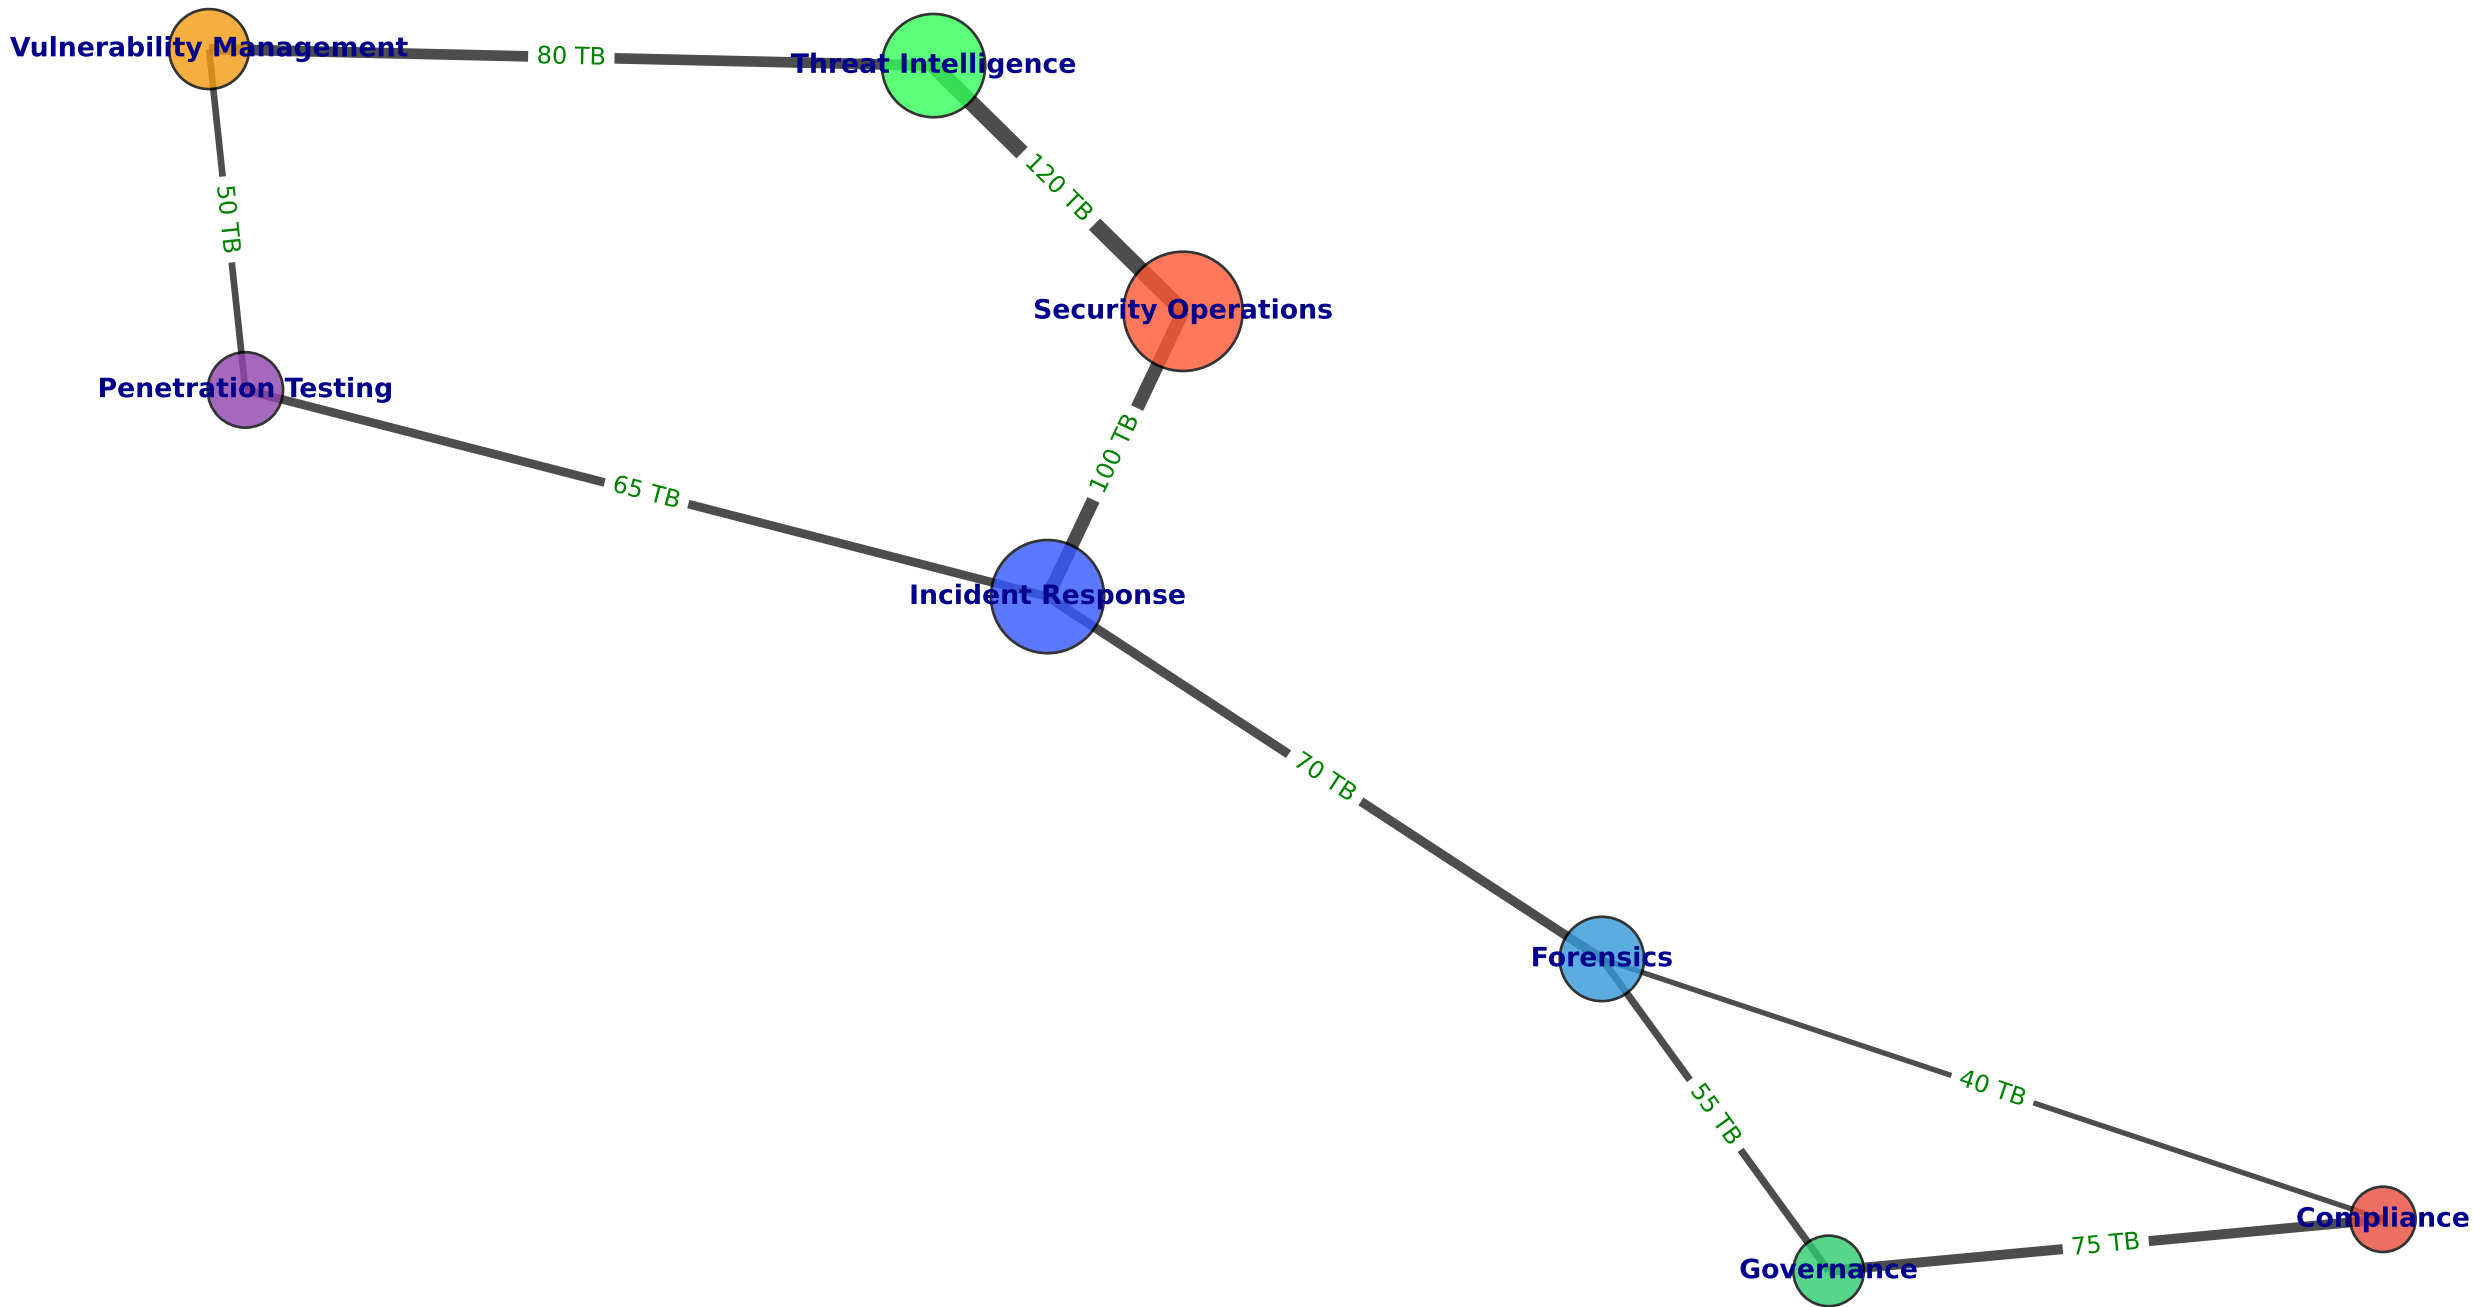 Vulnerability Management
80 TB
Threat Intelligence
120 TB
50 TB
Security Operations
Penetration Testing
100 TB
65 TB
Incident Response
70 TB
Forensics
40 TB
55 TB
Compliance
75 TB
Governance